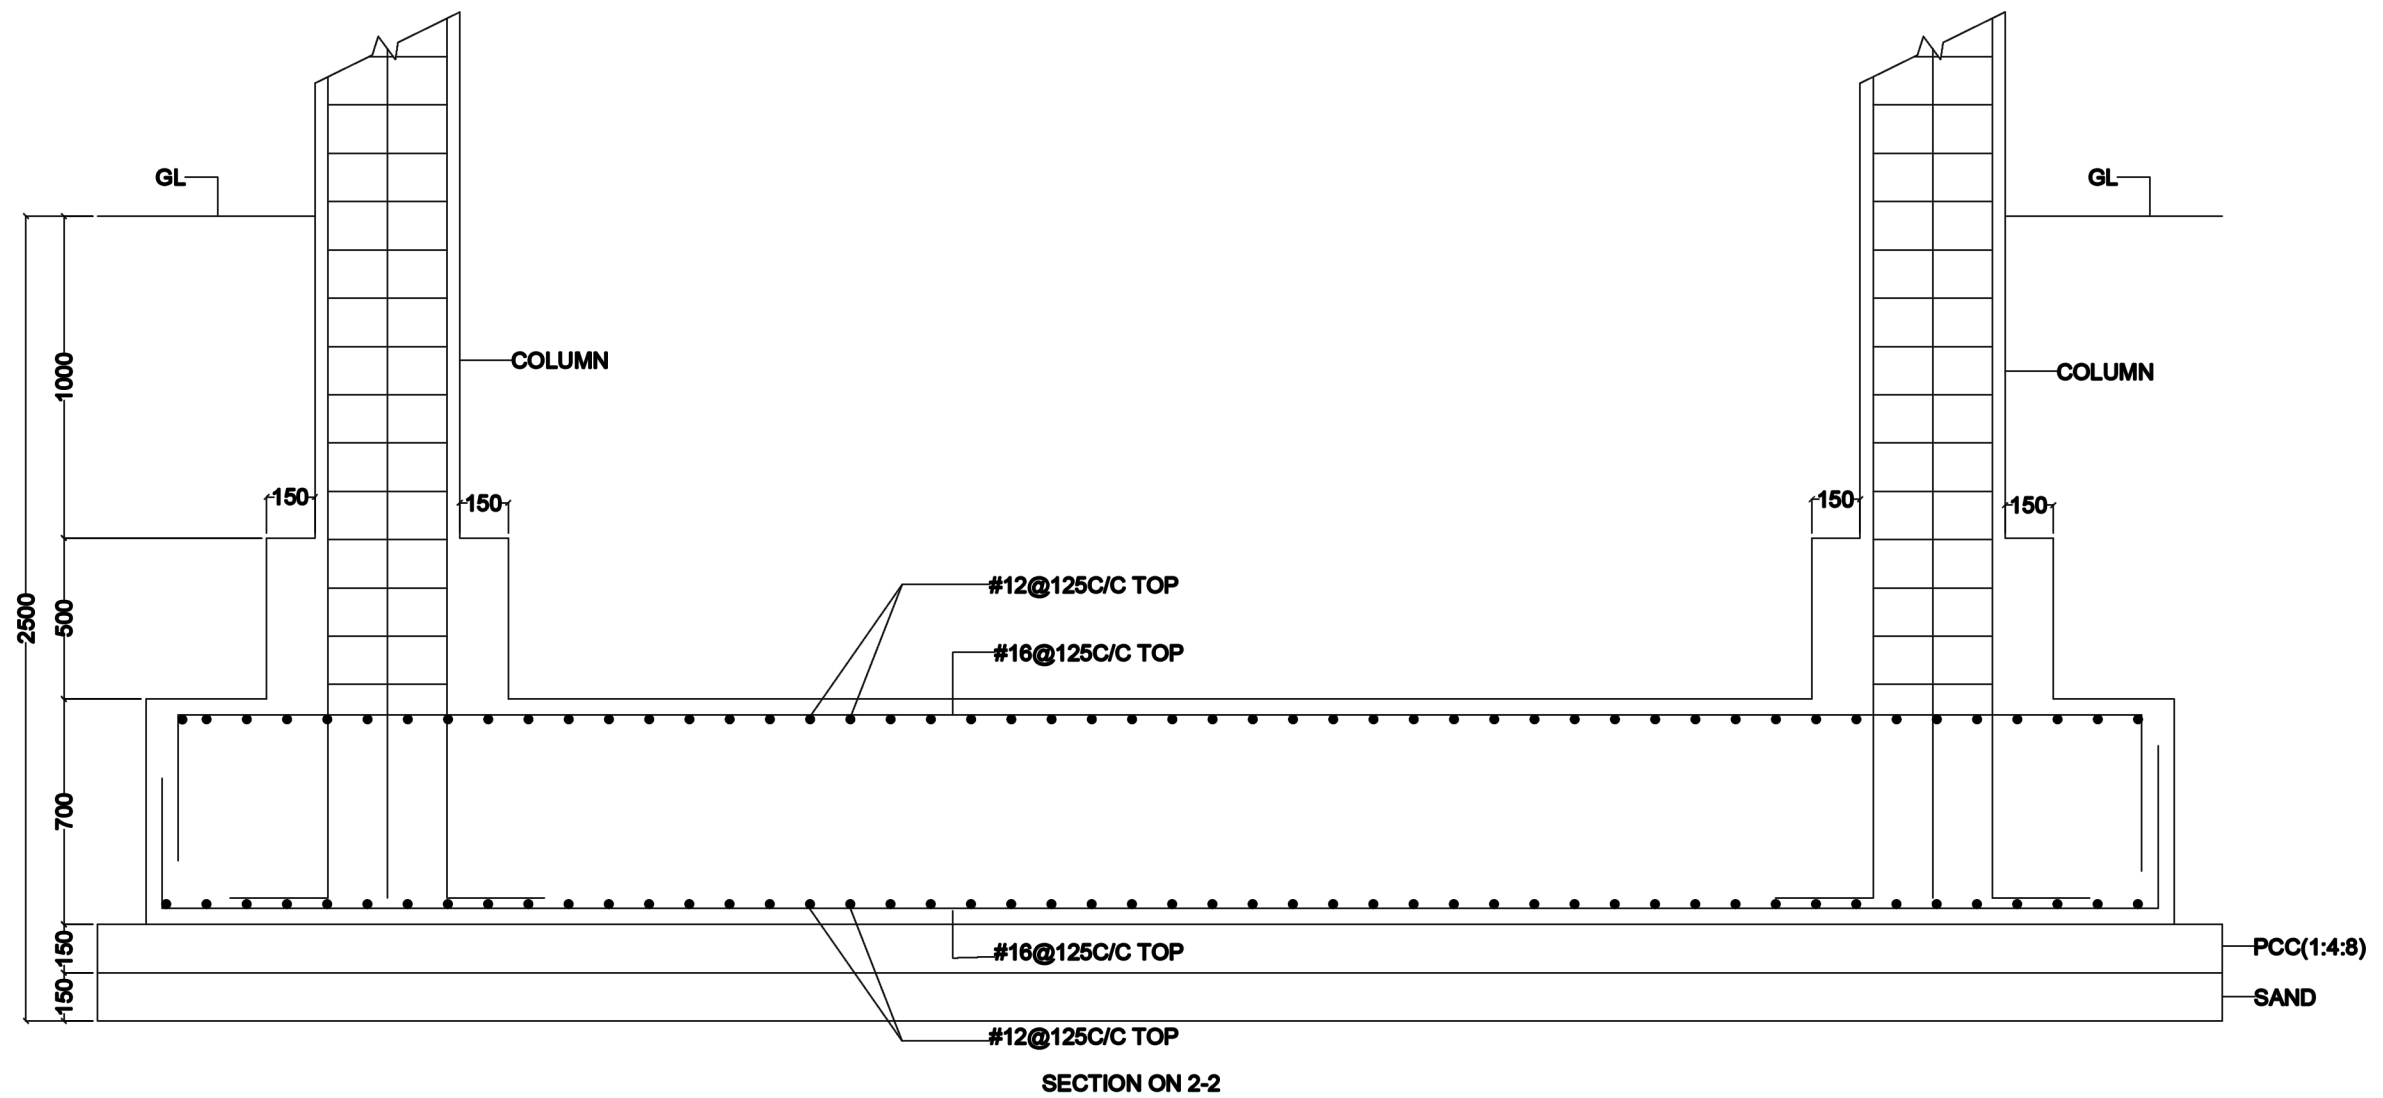 GL
GL
COLUMN
COLUMN
1000
150
150
150
150
#12@125C/C TOP
2500
500
#16@125C/C TOP
700
150
#16@125C/C TOP
PCC(1:4:8)
150
SAND
#12@125C/C TOP
SECTION ON 2-2